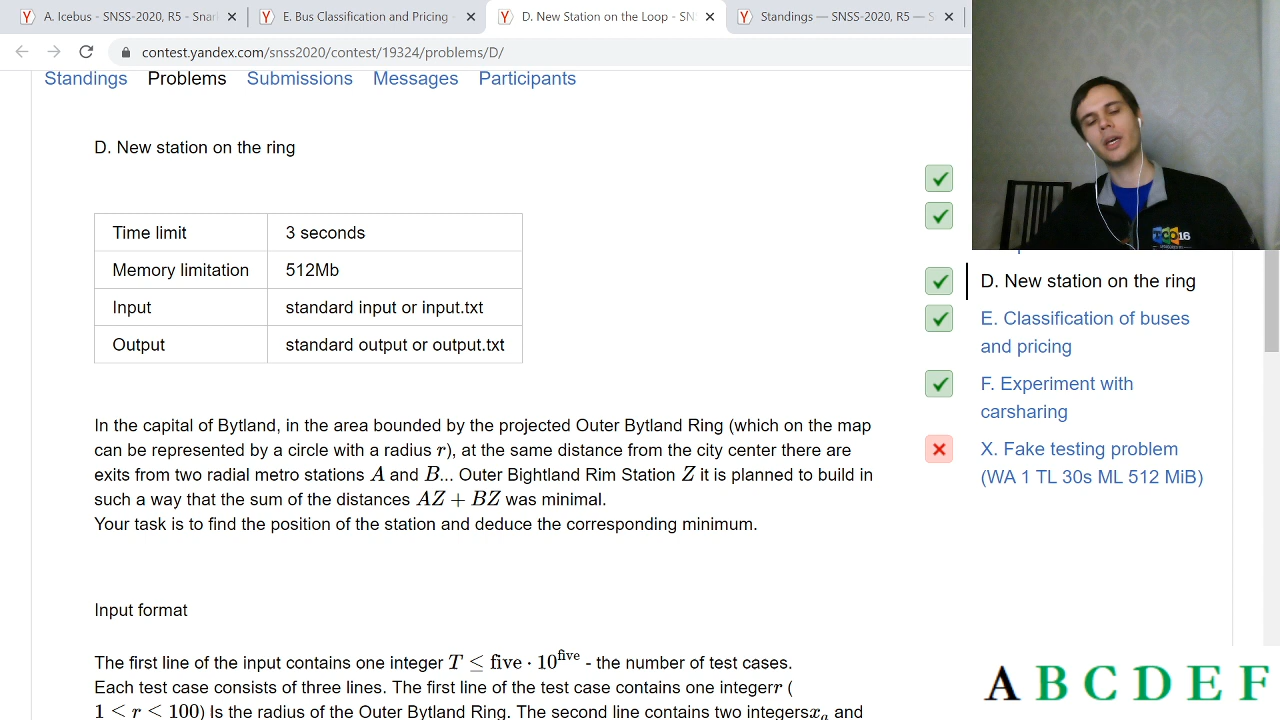 A. Icebus - SNSS-2020, R5 - Snar
E. Bus Classification and Pricing
D. New Station on the Loop - SN
Standings — SNSS-2020, R5 — S
contest.yandex.com/snss2020/contest/19324/problems/D/
Standings Problems Submissions Messages Participants
D. New station on the ring
Time limit 3 seconds
Memory limitation 512Mb
Input standard input or input.txt
Output standard output or output.txt
In the capital of Bytland, in the area bounded by the projected Outer Bytland Ring (which on the map
can be represented by a circle of radius r) At the same distance from the city center there are
exits from two radial metro stations A and B... Outer Bightland Rim Station Z it is planned to build in
such a way that the sum of the distances AZ + BZ was minimal.
Your task is to find the position of the station and deduce the corresponding minimum.
Input format
The first line of the input contains one integer T ≤ five · 10^five - the number of test cases.
Each test case consists of three lines. The first line of the test case contains one integerr (
1 ≤ r ≤ 100) Is the radius of the Outer Bytland Ring. The second line contains two integersx_a and
D. New station on the ring
E. Classification of buses
and pricing
F. Experiment with
carsharing
X. Fake testing problem
(WA 1 TL 30s ML 512 MiB)
16
A B C D E F